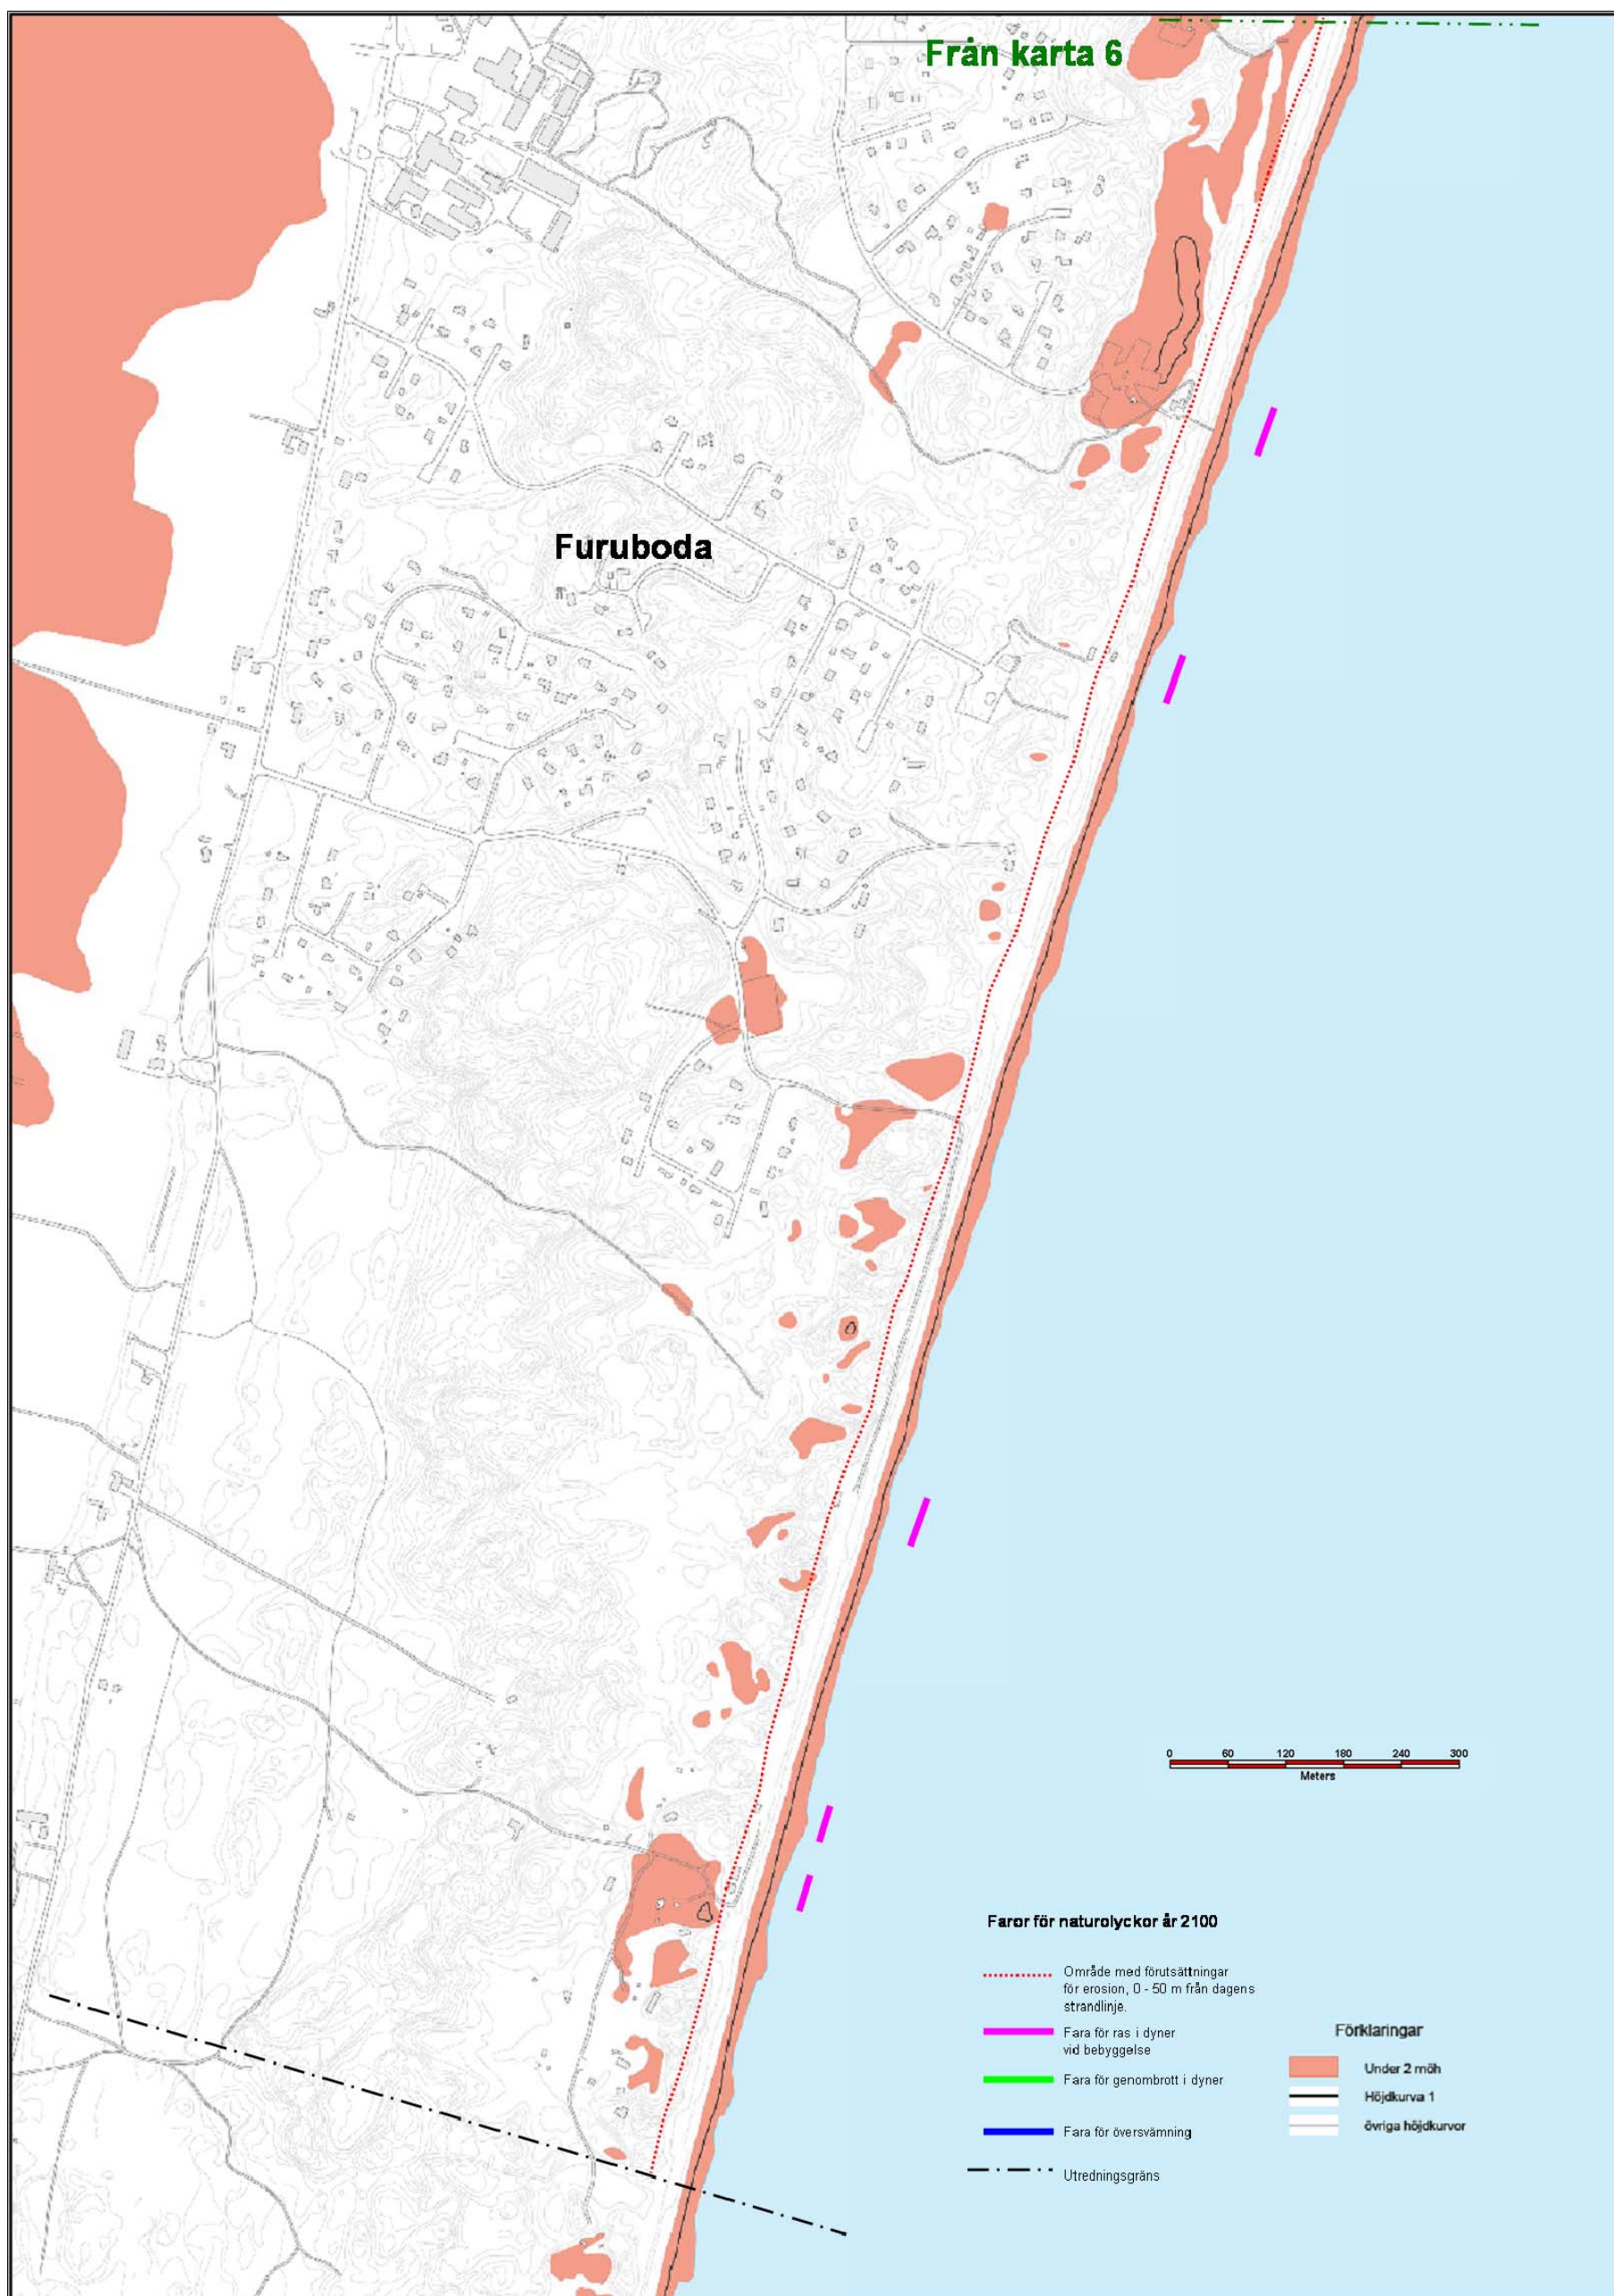 Från karta 6
Furuboda
0 60 120 180 240 300
Meters
Faror för naturolyckor år 2100
Område med förutsättningar
för erosion, 0 - 50 m från dagens
strandlinje.
Fara för ras i dyner
vid bebyggelse
Fara för genombrott i dyner
Fara för översvämning
Utredningsgräns
Förklaringar
Under 2 möh
Höjdkurva 1
övriga höjdkurvor